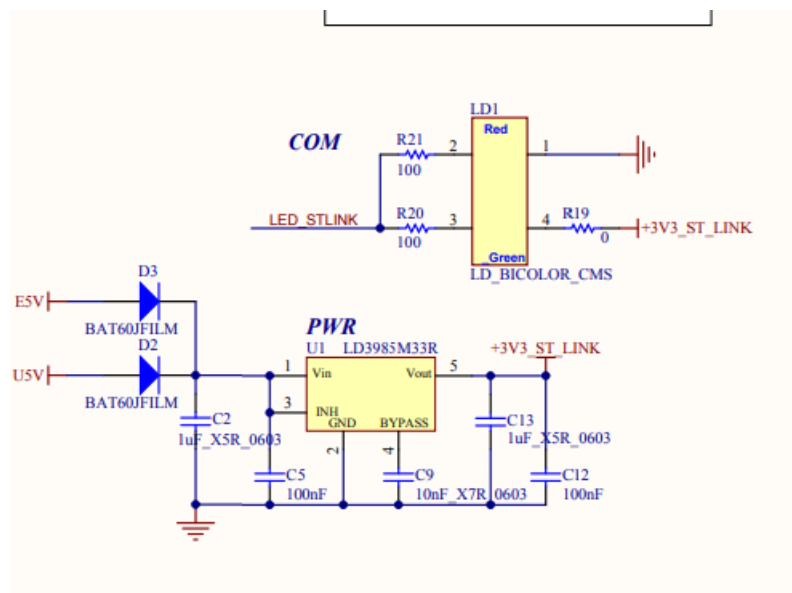 LD1
Red
COM
R21
2
1
100
LED_STLINK
R20
3
4
R19
+3V3_ST_LINK
100
0
_Green
LD_BICOLOR_CMS
D3
E5V
BAT60JFILM
PWR
D2
U1 LD3985M33R
+3V3_ST_LINK
U5V
1
Vin
Vout
5
BAT60JFILM
3
INH
GND
BYPASS
C2
1uF_X5R_0603
C13
1uF_X5R_0603
2
4
C5
100nF
C9
10nF_X7R_0603
C12
100nF